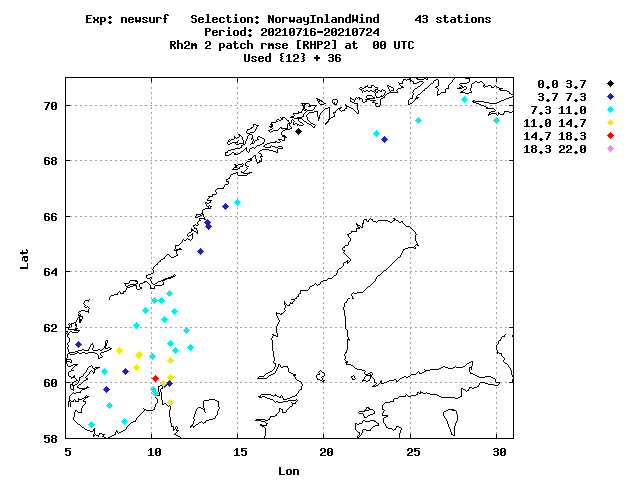 Exp: newsurf   Selection: NorwayInlandWind     43 stations
Period: 20210716-20210724
Rh2m 2 patch rmse [RHP2] at  00 UTC
Used {12} + 36
0.0 3.7
3.7 7.3
7.3 11.0
11.0 14.7
14.7 18.3
18.3 22.0
70
68
66
64
62
60
58
Lat
5 10 15 20 25 30
Lon